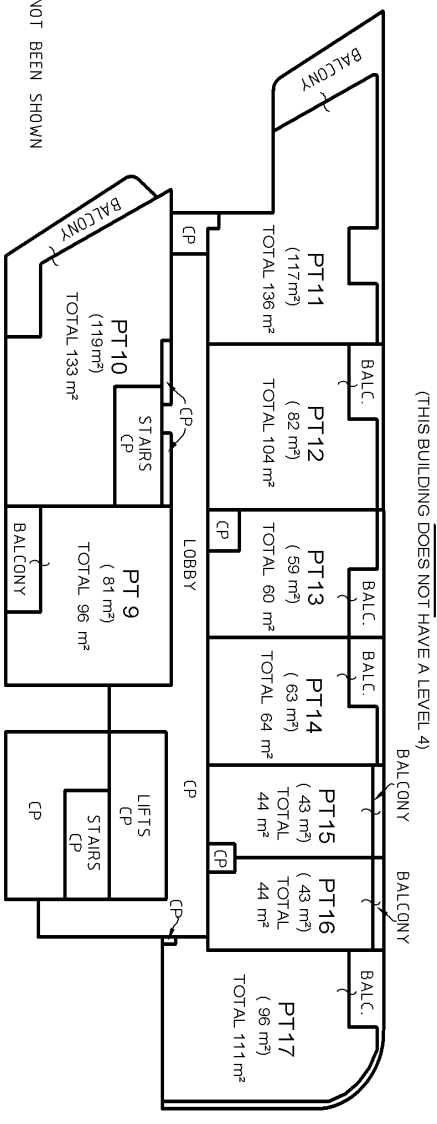 (THIS BUILDING DOES NOT HAVE A LEVEL 4)
NOT BEEN SHOWN
BALCONY
PT11
(117m²)
TOTAL 136 m²
BALC.
PT12
( 82 m²)
TOTAL 104m²
BALC.
PT13
( 59 m²)
TOTAL 60 m²
CP
BALC.
PT14
( 63 m²)
TOTAL 64 m²
BALCONY
PT15
( 43 m²)
TOTAL
44 m²
CP
BALCONY
PT16
( 43 m²)
TOTAL
44 m²
BALC.
PT17
( 96 m²)
TOTAL 111 m²
CP
LOBBY
CP
CP
BALCONY
PT10
(119 m²)
TOTAL 133 m²
CP
STAIRS
CP
PT 9
( 81 m²)
TOTAL 96 m²
BALCONY
LIFTS
CP
STAIRS
CP
CP